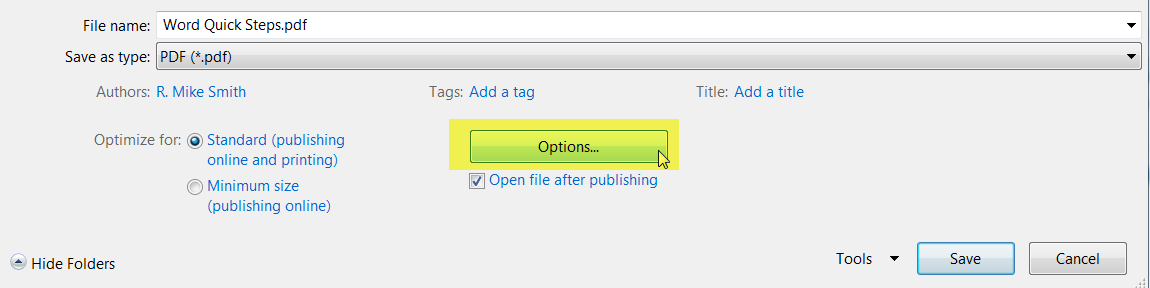 File name: Word Quick Steps.pdf
Save as type: PDF (*.pdf)
Authors: R. Mike Smith Tags: Add a tag Title: Add a title
Optimize for: Standard (publishing
online and printing)
Minimum size
(publishing online)
Options...
Open file after publishing
Hide Folders Tools Save Cancel